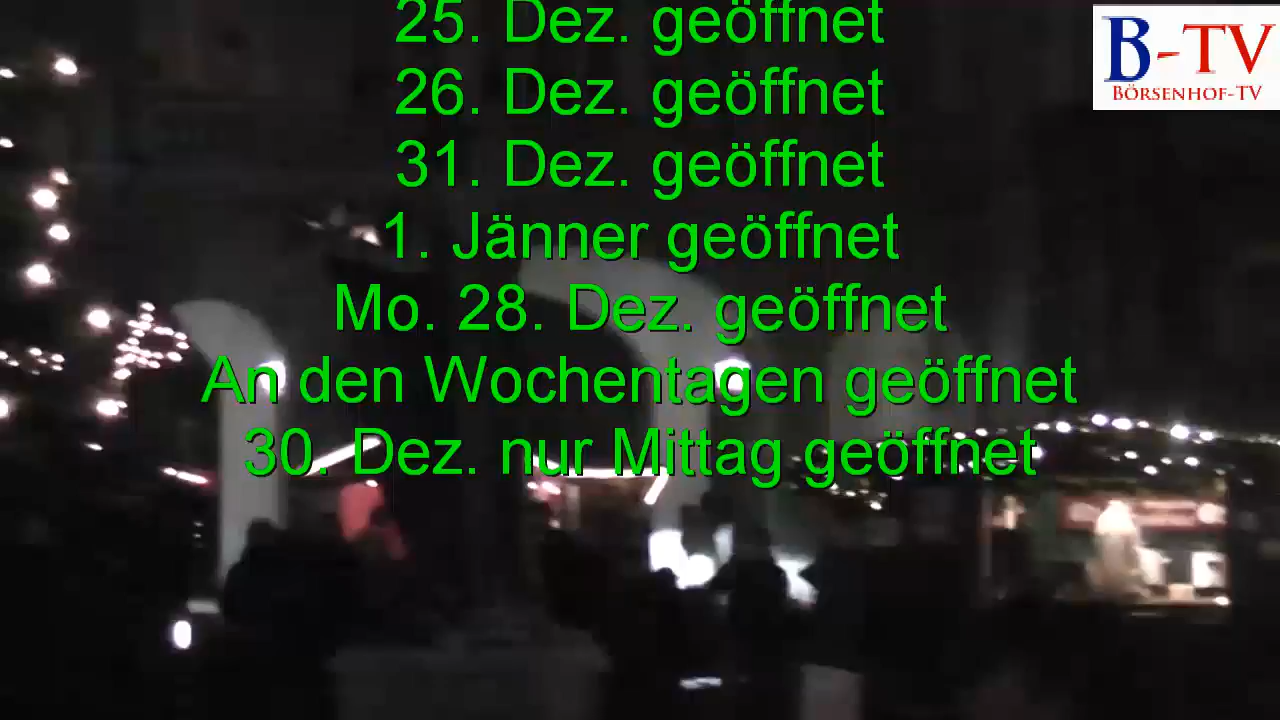 25. Dez. geöffnet
B-TV
BÖRSENHOF-TV
26. Dez. geöffnet
31. Dez. geöffnet
1. Jänner geöffnet
Mo. 28. Dez. geöffnet
An den Wochentagen geöffnet
30. Dez. nur Mittag geöffnet